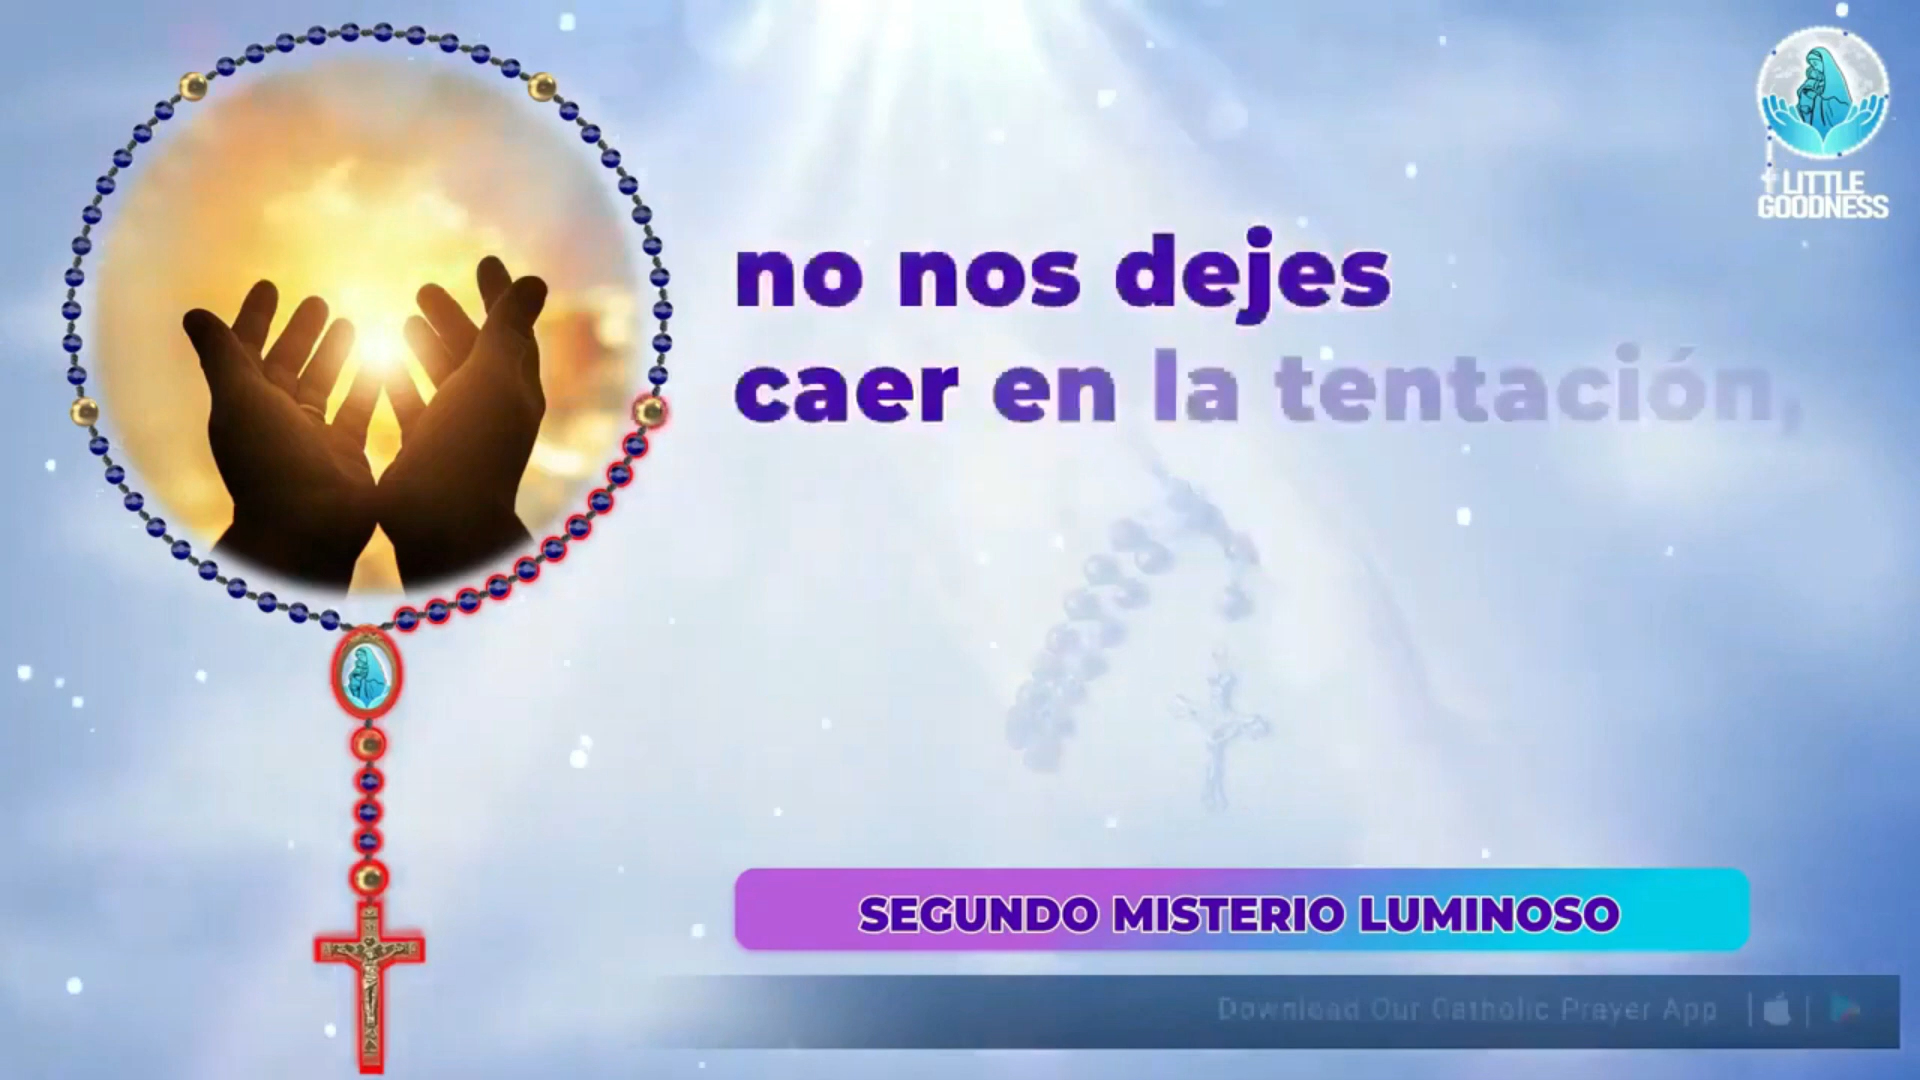 LITTLE
GOODNESS
no nos dejes
caer en la tentación,
SEGUNDO MISTERIO LUMINOSO
Download Our Catholic Prayer App